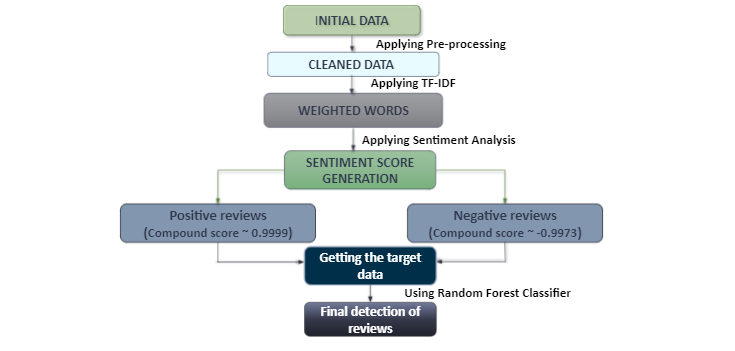 INITIAL DATA
Applying Pre-processing
CLEANED DATA
Applying TF-IDF
WEIGHTED WORDS
Applying Sentiment Analysis
SENTIMENT SCORE
GENERATION
Positive reviews
(Compound score ~ 0.9999)
Negative reviews
(Compound score ~ -0.9973)
Getting the target
data
Using Random Forest Classifier
Final detection of
reviews